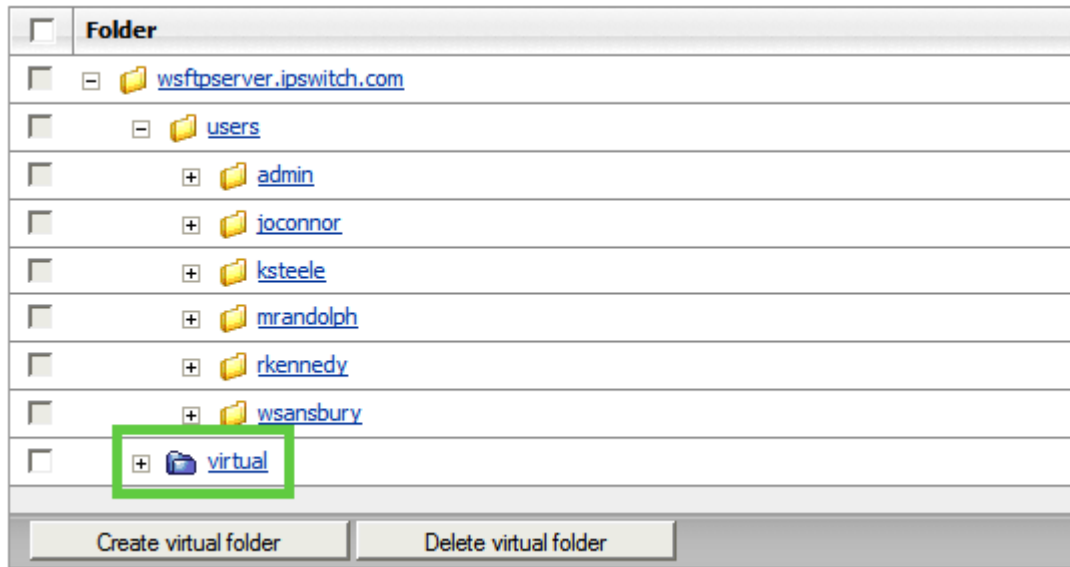 Folder
wsftpserver.ipswitch.com
users
admin
joconnor
ksteele
mrandolph
rkennedy
wsansbury
virtual
Create virtual folder Delete virtual folder